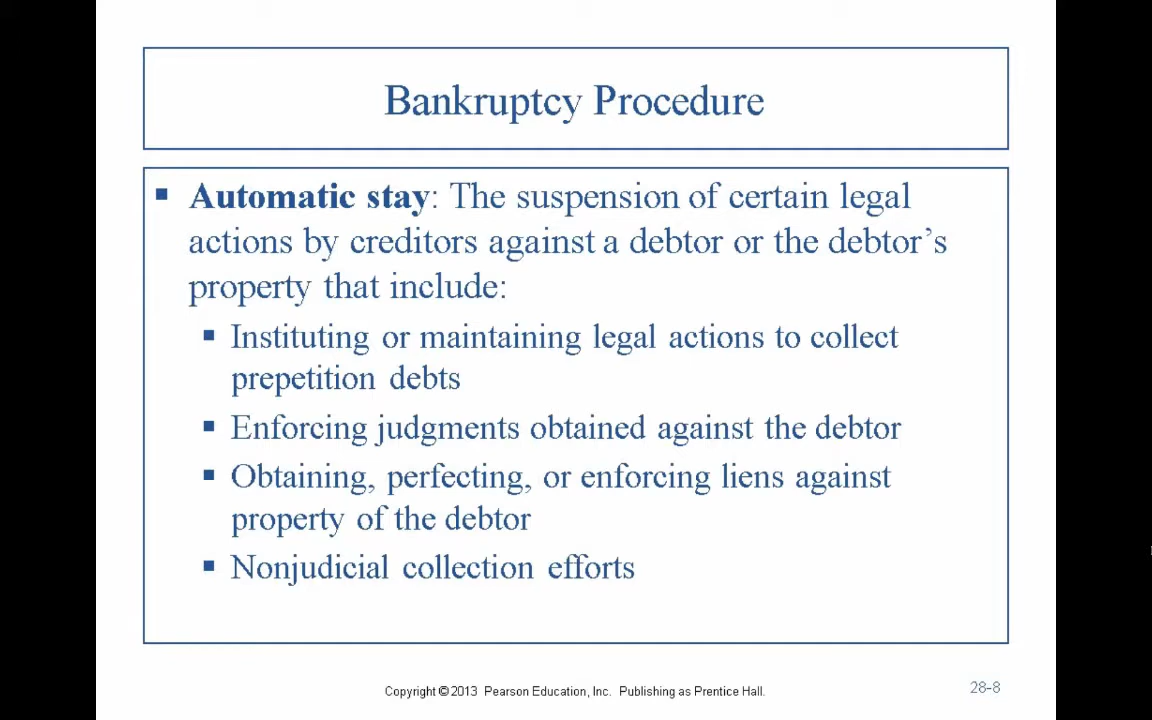 Bankruptcy Procedure
▪ Automatic stay: The suspension of certain legal
actions by creditors against a debtor or the debtor’s
property that include:
▪ Instituting or maintaining legal actions to collect
prepetition debts
▪ Enforcing judgments obtained against the debtor
▪ Obtaining, perfecting, or enforcing liens against
property of the debtor
▪ Nonjudicial collection efforts
Copyright © 2013 Pearson Education, Inc. Publishing as Prentice Hall.
28-8